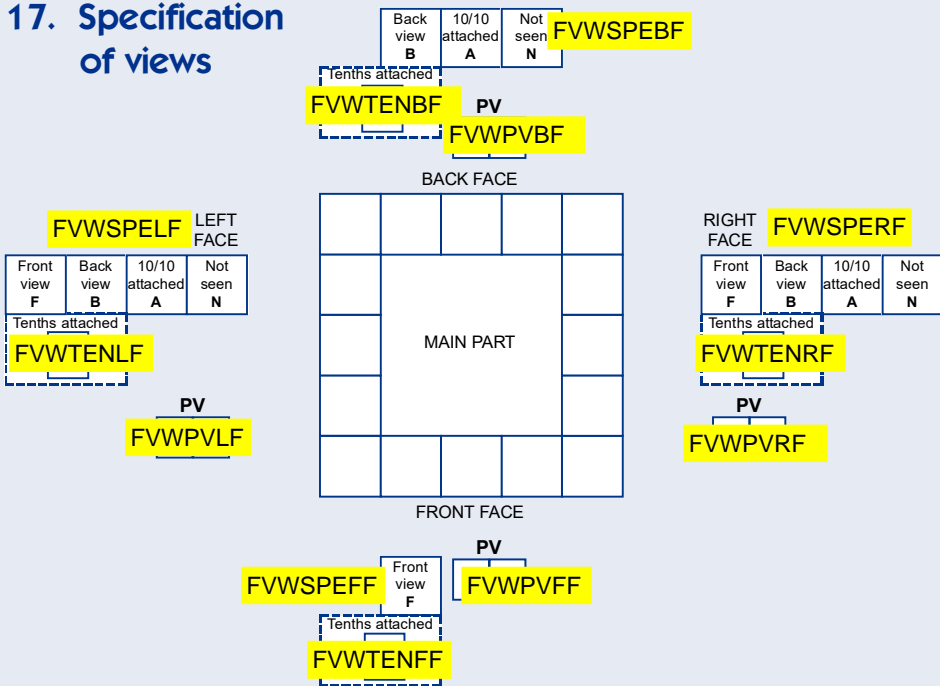 17. Specification
of views
Back view B
10/10 attached A
Not seen N
FVWSPEBF
Tenths attached
FVWTENBF
PV
FVWPVBF
BACK FACE
FVWSPELF
LEFT FACE
Front view F
Back view B
10/10 attached A
Not seen N
Tenths attached
FVWTENLF
PV
FVWPVLF
MAIN PART
RIGHT FACE
FVWSPERF
Front view F
Back view B
10/10 attached A
Not seen N
Tenths attached
FVWTENRF
PV
FVWPVRF
FRONT FACE
FVWSPEFF
Front view F
PV
FVWPVFF
Tenths attached
FVWTENFF